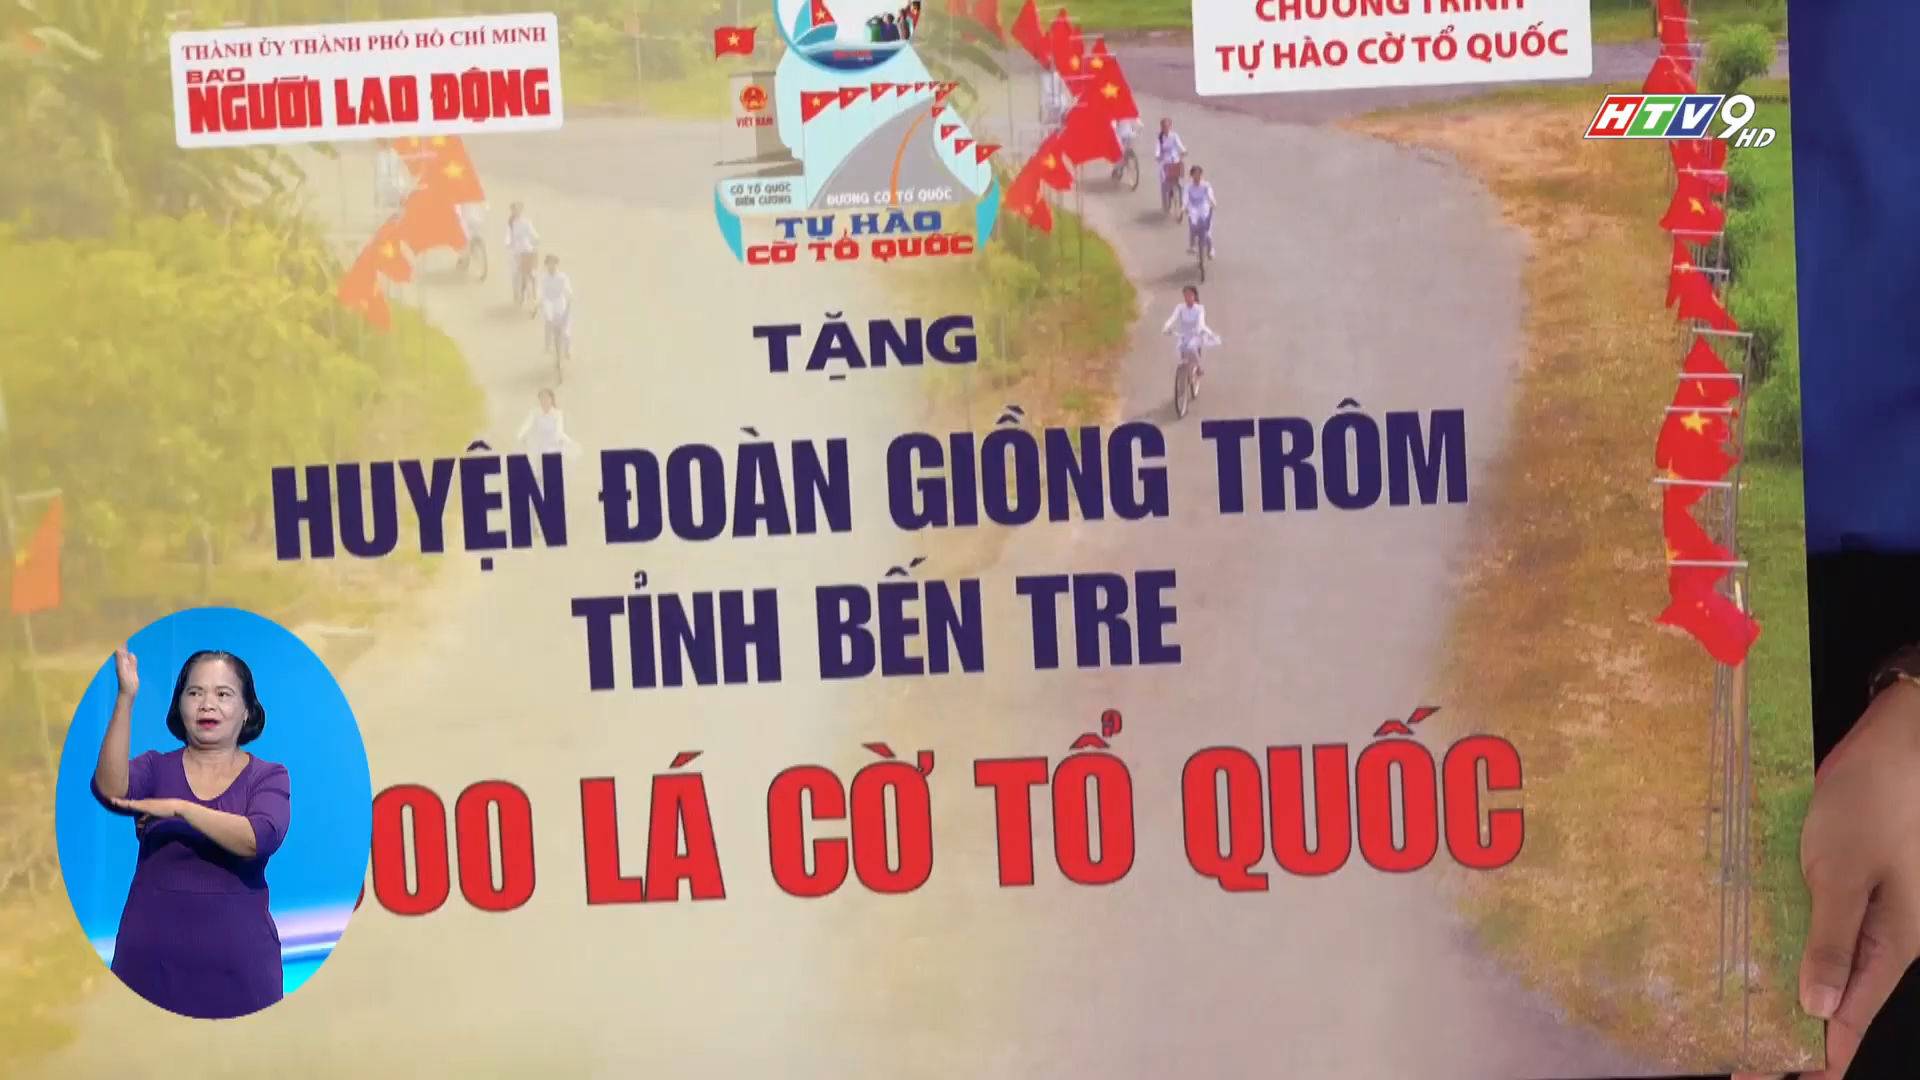 THÀNH ỦY THÀNH PHỐ HỒ CHÍ MINH
BÁO
NGƯỜI LAO ĐỘNG
VIỆT NAM
CỜ TỔ QUỐC
BIÊN CƯƠNG
ĐƯỜNG CỜ TỔ QUỐC
TỰ HÀO
CỜ TỔ QUỐC
CHƯƠNG TRÌNH
TỰ HÀO CỜ TỔ QUỐC
HTV9
HD
TẶNG
HUYỆN ĐOÀN GIỒNG TRÔM
TỈNH BẾN TRE
LÁ CỜ TỔ QUỐC